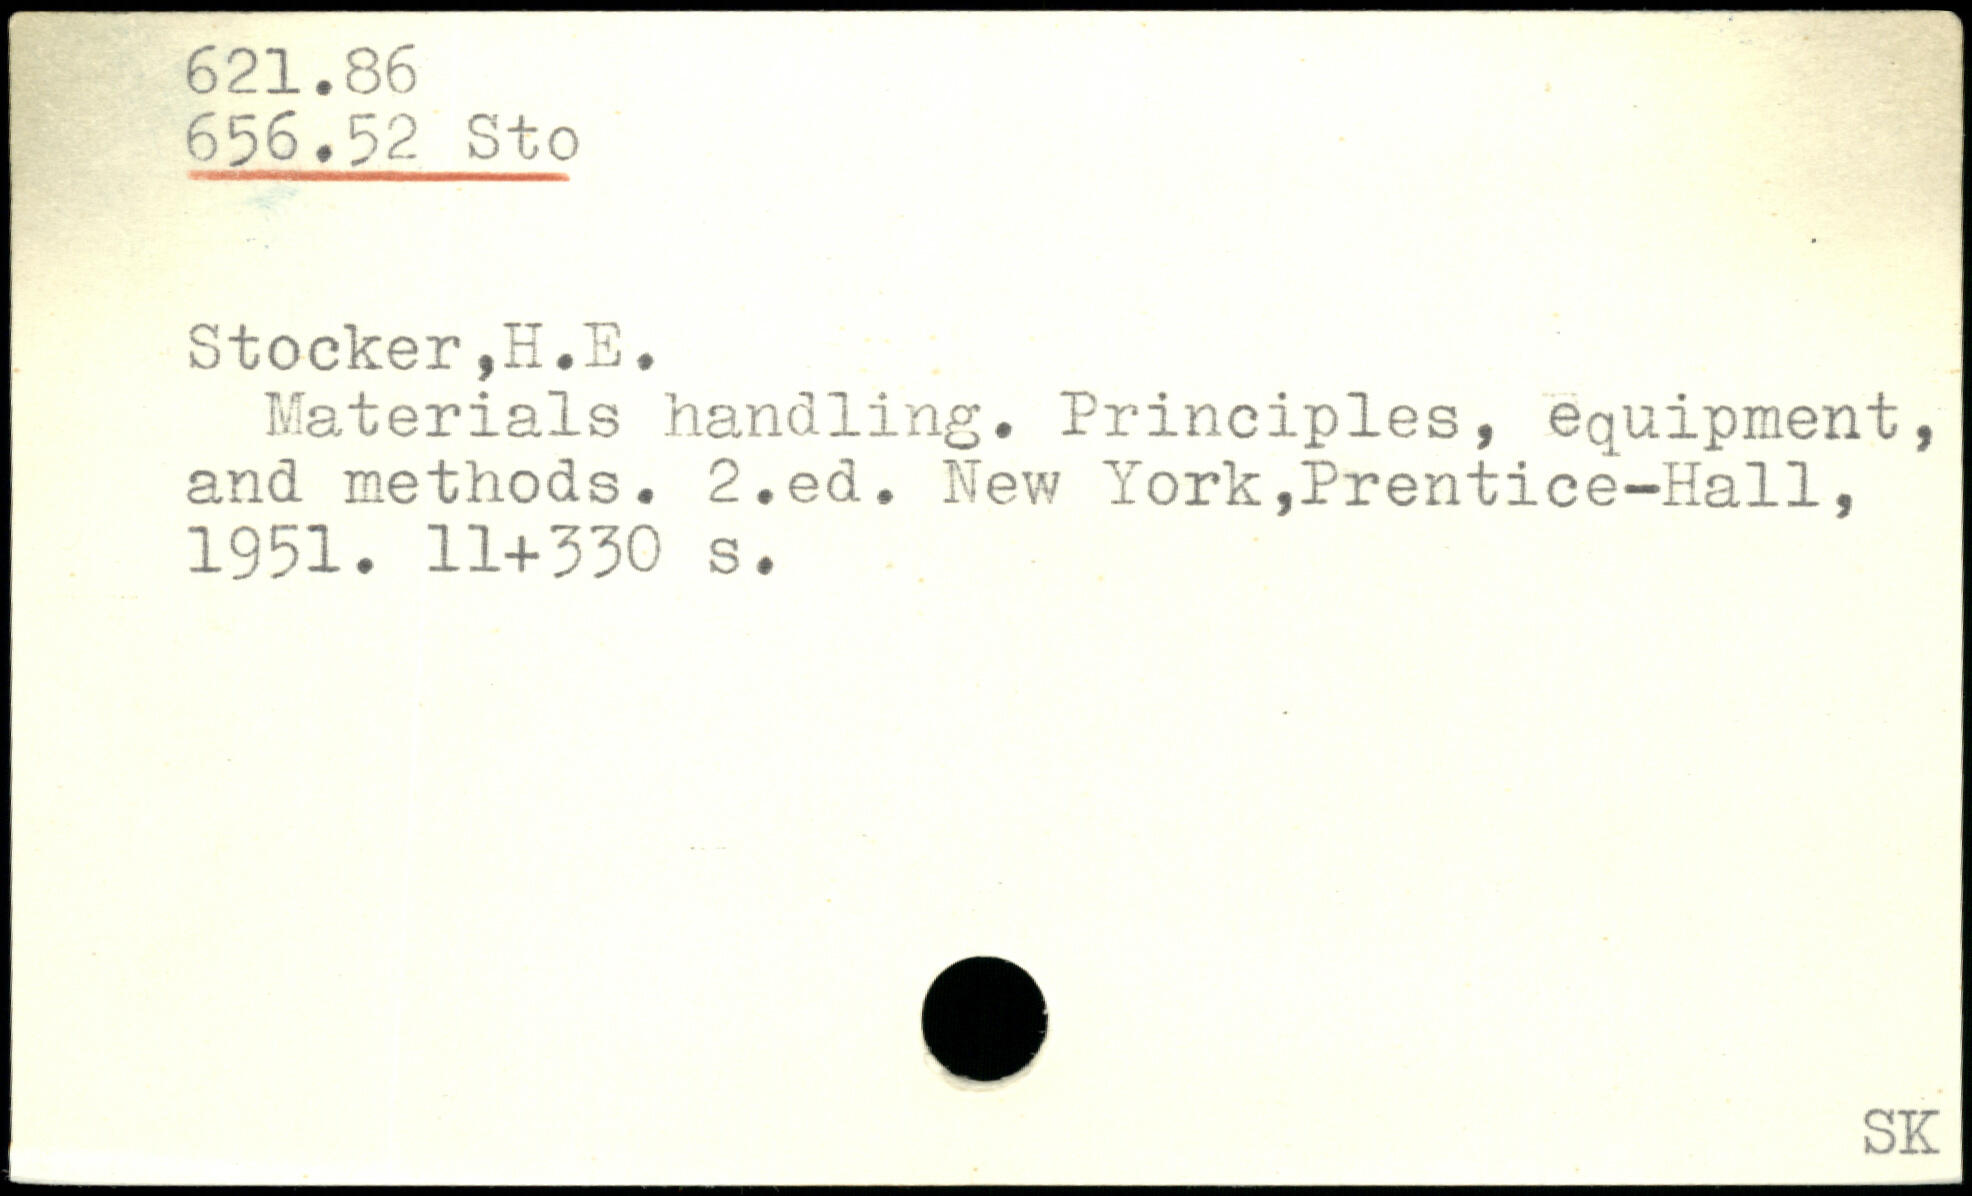 621.86
656.52 Sto
Stocker,H.E.
Materials handling. Principles, equipment,
and methods. 2.ed. New York,Prentice-Hall,
1951. 11+330 s.
SK